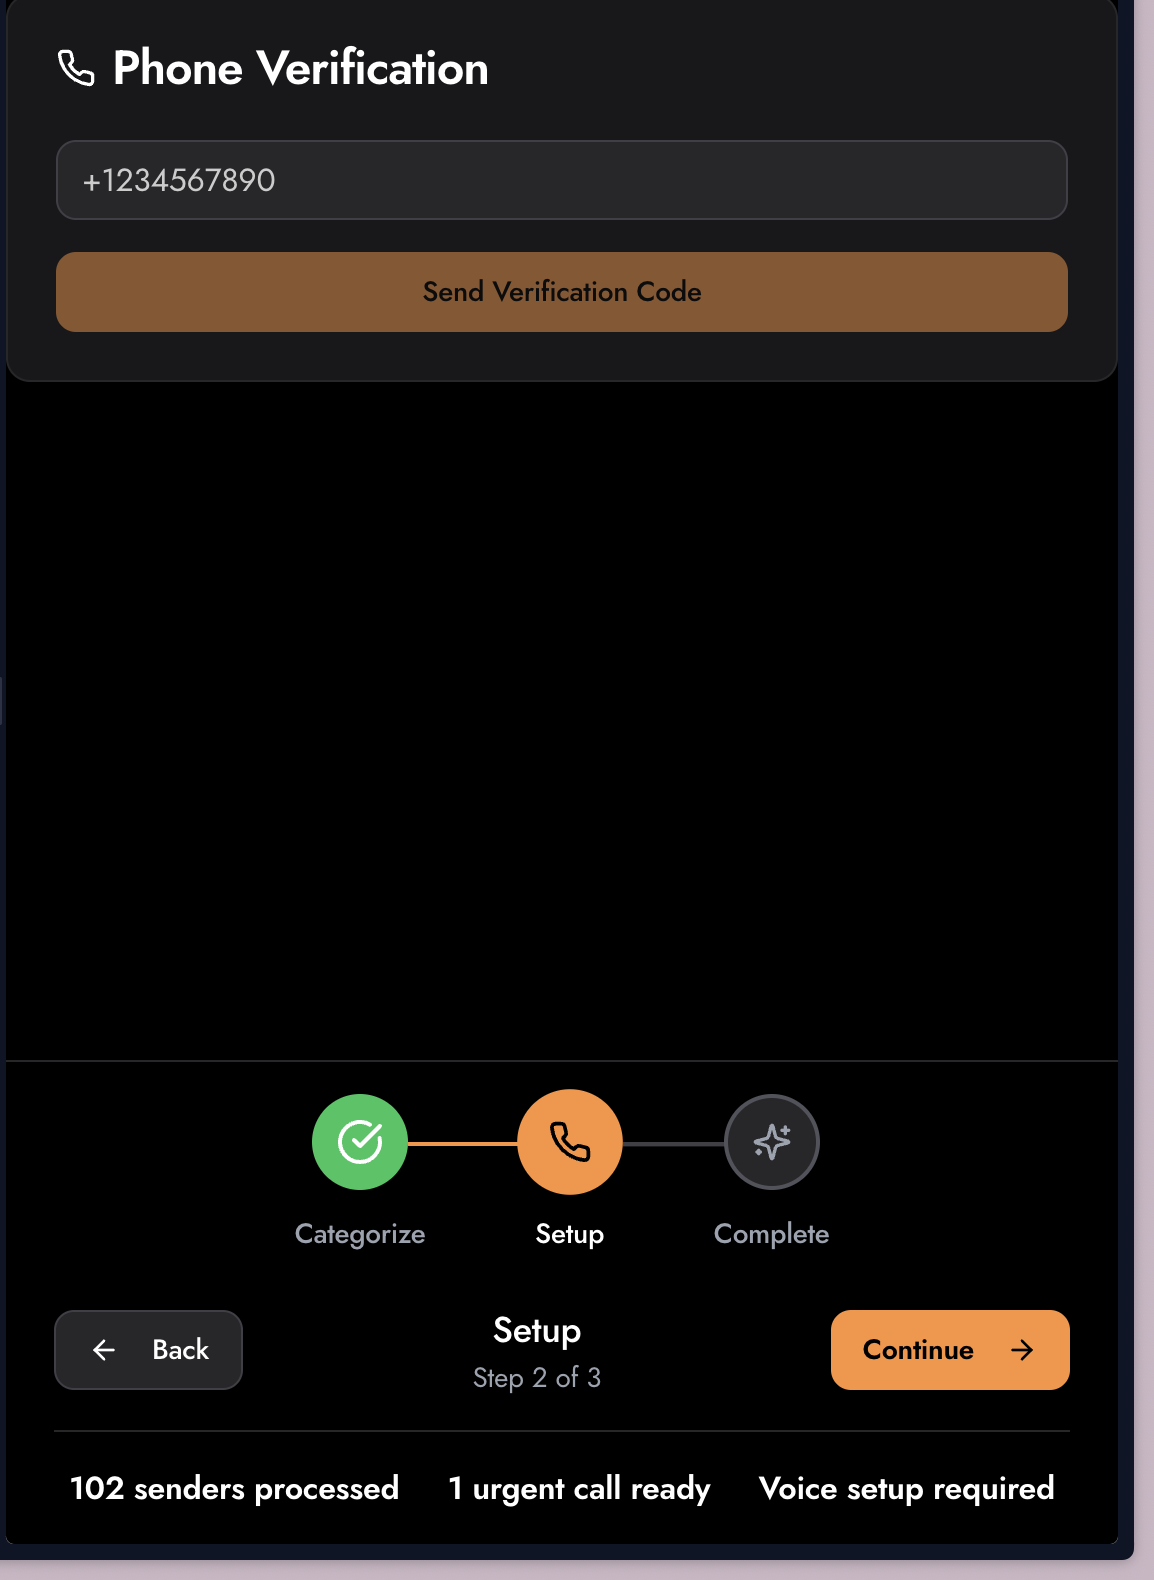 Phone Verification
+1234567890
Send Verification Code
Categorize
Setup
Complete
Back
Setup
Step 2 of 3
Continue
102 senders processed
1 urgent call ready
Voice setup required